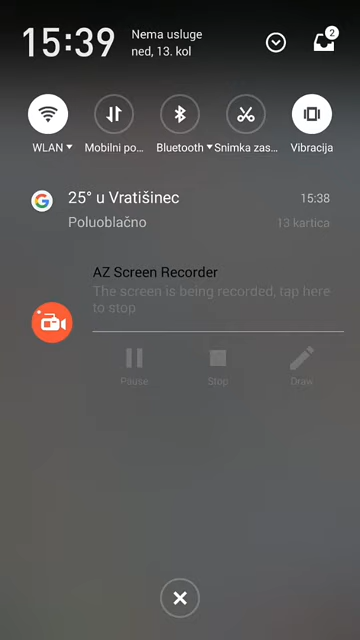 15:39
Nema usluge
ned, 13. kol
2
WLAN
Mobilni po...
Bluetooth
Snimka zas...
Vibracija
25° u Vratišinec
15:38
Poluoblačno
13 kartica
AZ Screen Recorder
The screen is being recorded, tap here
to stop
Pause
Stop
Draw